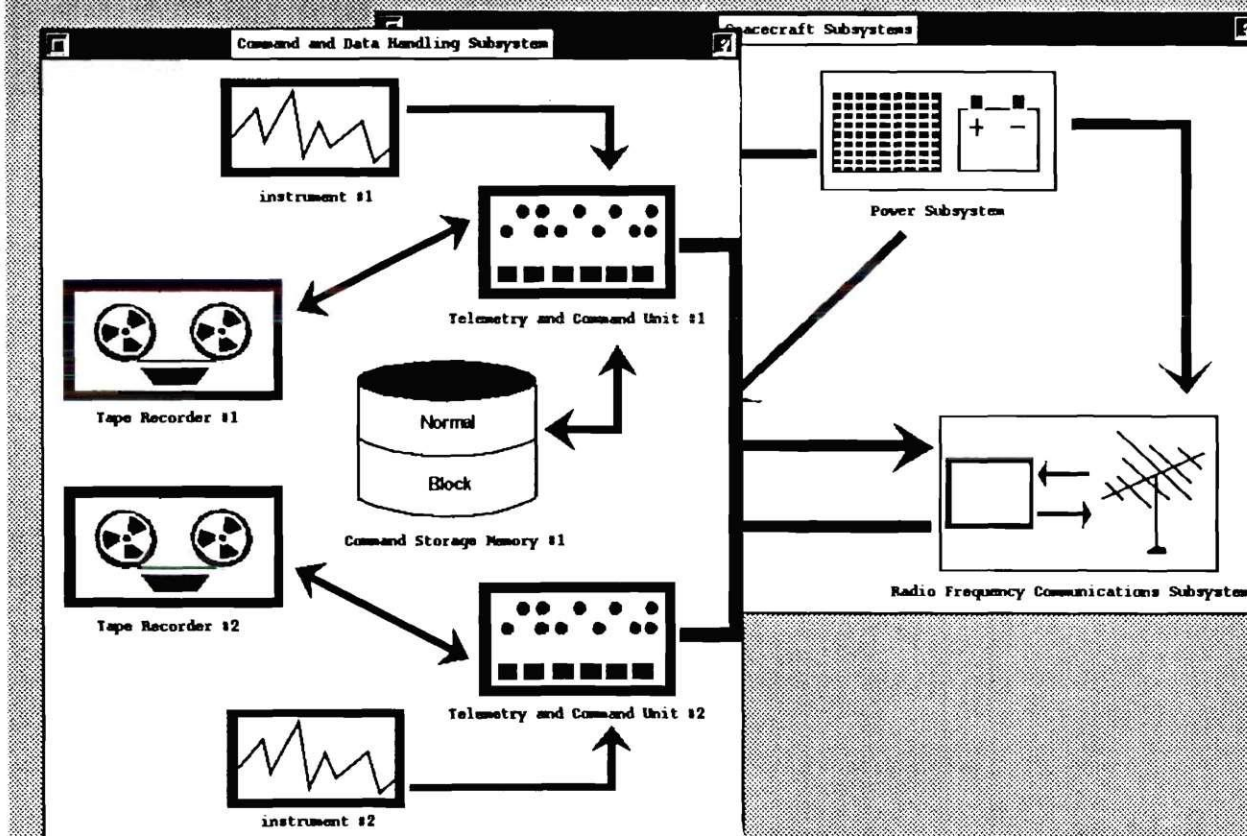 Command and Data Handling Subsystem
?
pacecraft Subsystems
?
instrument #1
+ -
Power Subsystem
Telemetry and Command Unit #1
Tape Recorder #1
Normal
Block
Command Storage Memory #1
Radio Frequency Communications Subsystem
Tape Recorder #2
Telemetry and Command Unit #2
instrument #2